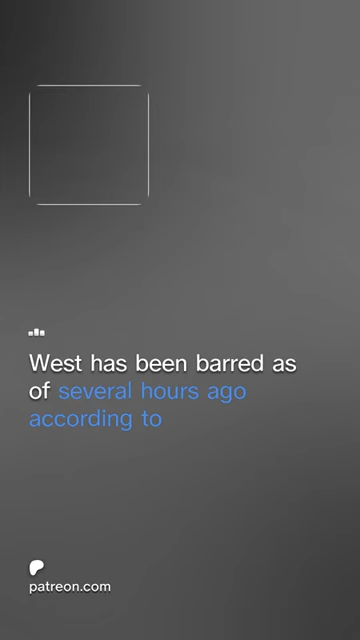 West has been barred as
of several hours ago
according to
patreon.com